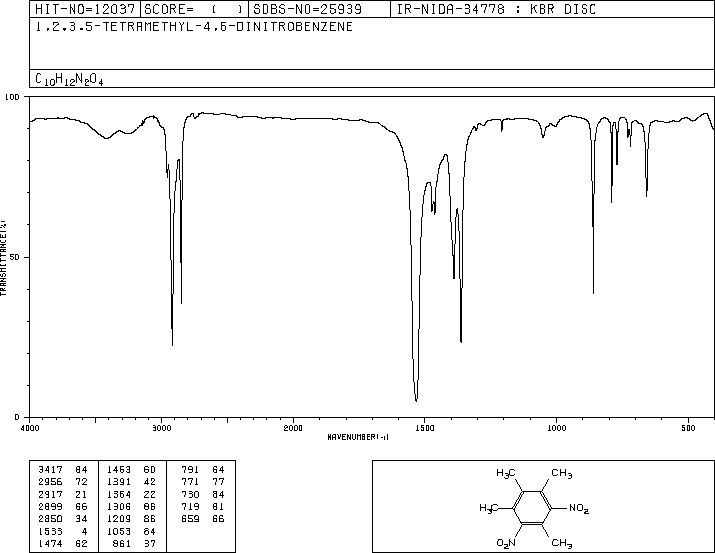 HIT-NO=12037 SCORE= ( ) SDBS-NO=25939 IR-NIDA-34778 : KBR DISC
1,2,3,5-TETRAMETHYL-4,6-DINITROBENZENE
C10H12N2O4
100
50
0
TRANSMITTANCE(%)
4000 3000 2000 1500 1000 500
WAVENUMBER(-1)
3417 84 1463 60 791 64
2956 72 1391 42 771 77
2917 21 1364 22 730 84
2899 66 1306 86 719 81
2850 34 1209 86 659 66
1533 4 1053 84
1474 62 861 37
H3C CH3
H3C NO2
O2N CH3